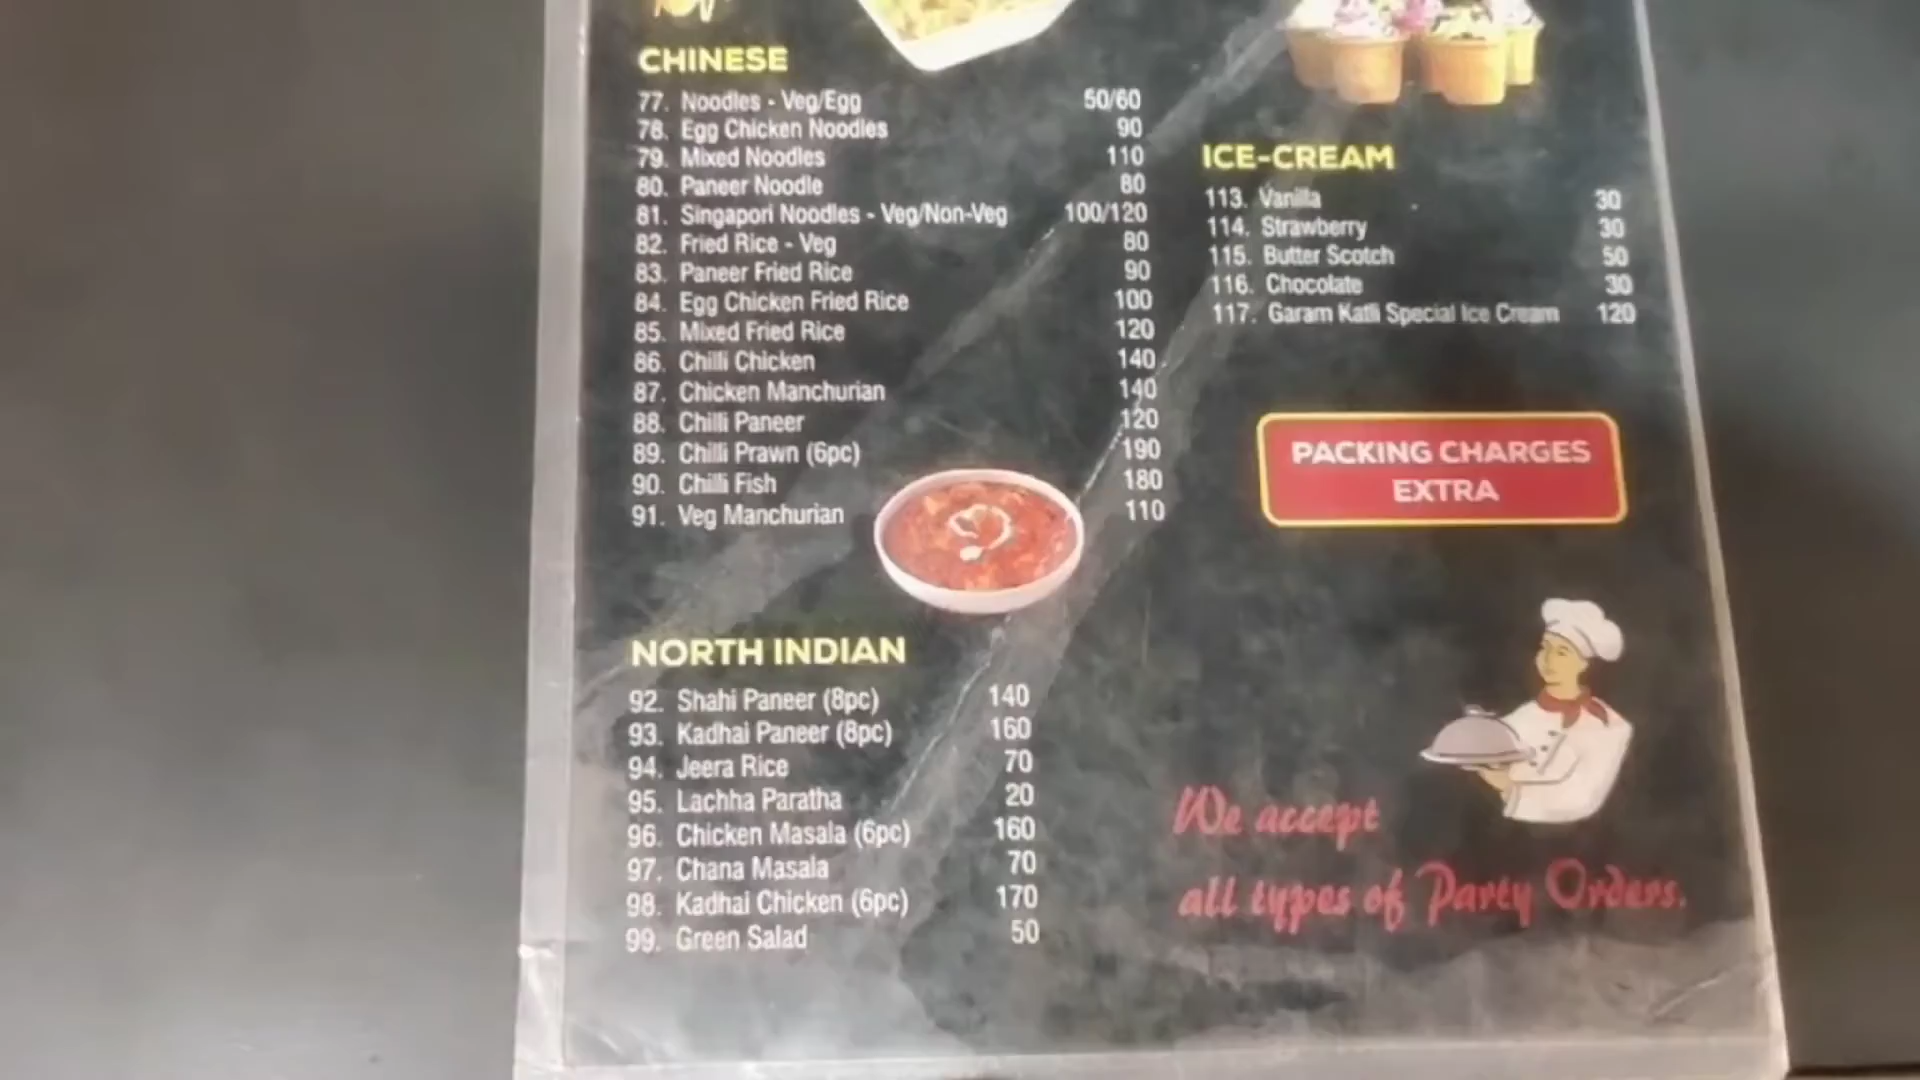 CHINESE
77. Noodles - Veg/Egg 50/60
78. Egg Chicken Noodles 90
79. Mixed Noodles 110
80. Paneer Noodle 80
81. Singapori Noodles - Veg/Non-Veg 100/120
82. Fried Rice - Veg 80
83. Paneer Fried Rice 90
84. Egg Chicken Fried Rice 100
85. Mixed Fried Rice 120
86. Chilli Chicken 140
87. Chicken Manchurian 140
88. Chilli Paneer 120
89. Chilli Prawn (6pc) 190
90. Chilli Fish 180
91. Veg Manchurian 110
NORTH INDIAN
92. Shahi Paneer (8pc) 140
93. Kadhai Paneer (8pc) 160
94. Jeera Rice 70
95. Lachha Paratha 20
96. Chicken Masala (6pc) 160
97. Chana Masala 70
98. Kadhai Chicken (6pc) 170
99. Green Salad 50
ICE-CREAM
113. Vanilla 30
114. Strawberry 30
115. Butter Scotch 50
116. Chocolate 30
117. Garam Katli Special Ice Cream 120
PACKING CHARGES
EXTRA
We accept
all types of Party Orders.